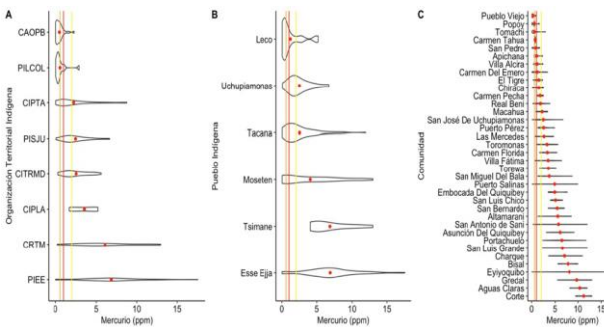 A
Organización Territorial Indígena
CAOPB
PILCOL
CIPTA
PISJU
CITRMD
CIPLA
CRTM
PIEE
0
5
10
15
Mercurio (ppm)
B
Pueblo Indígena
Leco
Uchupiamonas
Tacana
Moseten
Tsimane
Esse Ejja
0
5
10
15
Mercurio (ppm)
C
Comunidad
Pueblo Viejo
Popoy
Tomachi
Carmen Tahua
San Pedro
Apichana
Villa Alcira
Carmen Del Emero
El Tigre
Chiraca
Carmen Pecha
Real Beni
Macahua
San José De Uchupiamonas
Puerto Pérez
Las Mercedes
Toromonas
Carmen Florida
Villa Fátima
Torewa
San Miguel Del Bala
Puerto Salinas
Embocada Del Quiquibey
San Luis Chico
San Bernardo
Altamarani
San Antonio de Sani
Asunción Del Quiquibey
Portachuelo
San Luis Grande
Charque
Bisal
Eyiyoquibo
Gredal
Aguas Claras
Corte
0
5
10
15
Mercurio (ppm)